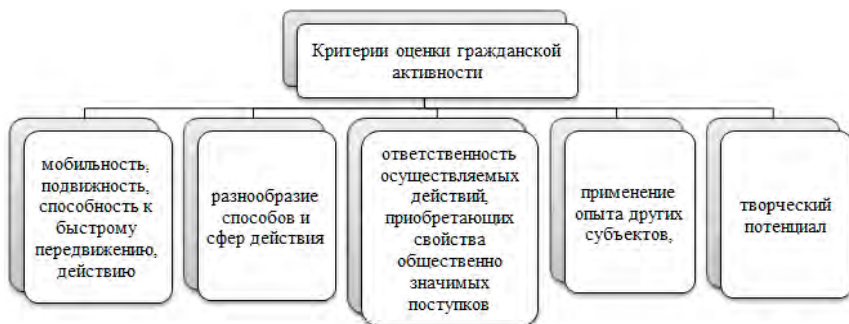 Критерии оценки гражданской
активности
мобильность,
подвижность,
способность к
быстрому
передвижению,
действию
разнообразие
способов и
сфер действия
ответственность
осуществляемых
действий,
приобретающих
свойства
общественно
значимых
поступков
применение
опыта других
субъектов,
творческий
потенциал